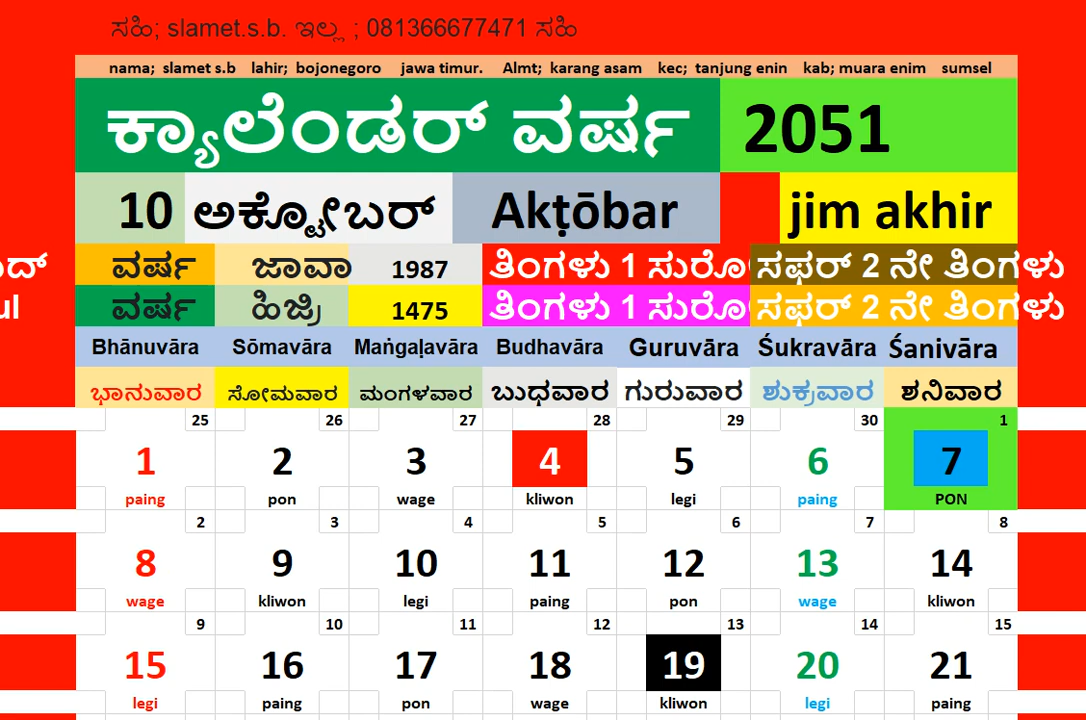 ಸಹಿ; slamet.s.b. ಇಲ್ಲ ; 081366677471 ಸಹಿ
nama; slamet s.b lahir; bojonegoro jawa timur. Almt; karang asam kec; tanjung enin kab; muara enim sumsel
ಕ್ಯಾಲೆಂಡರ್ ವರ್ಷ 2051
10 ಅಕ್ಟೋಬರ್ Akṭōbar jim akhir
ವರ್ಷ ಜಾವಾ 1987 ತಿಂಗಳು 1 ಸುರೋ ಸಫರ್ 2 ನೇ ತಿಂಗಳು
ವರ್ಷ ಹಿಜ್ರಿ 1475 ತಿಂಗಳು 1 ಸುರೋ ಸಫರ್ 2 ನೇ ತಿಂಗಳು
Bhānuvāra Sōmavāra Maṅgaḷavāra Budhavāra Guruvāra Śukravāra Śanivāra
ಭಾನುವಾರ ಸೋಮವಾರ ಮಂಗಳವಾರ ಬುಧವಾರ ಗುರುವಾರ ಶುಕ್ರವಾರ ಶನಿವಾರ
25 26 27 28 29 30 1
1 2 3 4 5 6 7
paing pon wage kliwon legi paing PON
2 3 4 5 6 7 8
8 9 10 11 12 13 14
wage kliwon legi paing pon wage kliwon
9 10 11 12 13 14 15
15 16 17 18 19 20 21
legi paing pon wage kliwon legi paing